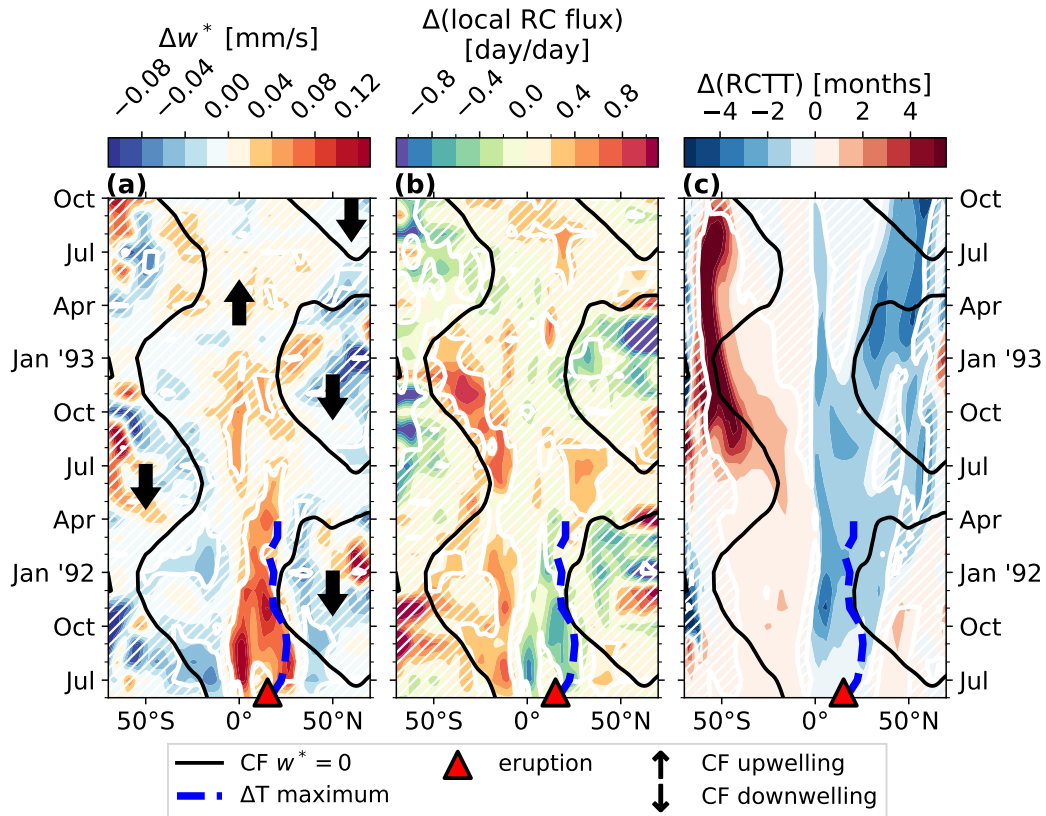 Δw* [mm/s]
−0.08 −0.04 0.00 0.04 0.08 0.12
Δ(local RC flux)
[day/day]
−0.8 −0.4 0.0 0.4 0.8
Δ(RCTT) [months]
−4 −2 0 2 4
(a) (b) (c)
Oct Oct
Jul Jul
Apr Apr
Jan '93 Jan '93
Oct Oct
Jul Jul
Apr Apr
Jan '92 Jan '92
Oct Oct
Jul Jul
50°S 0° 50°N 50°S 0° 50°N 50°S 0° 50°N
CF w* = 0 eruption CF upwelling
ΔT maximum CF downwelling